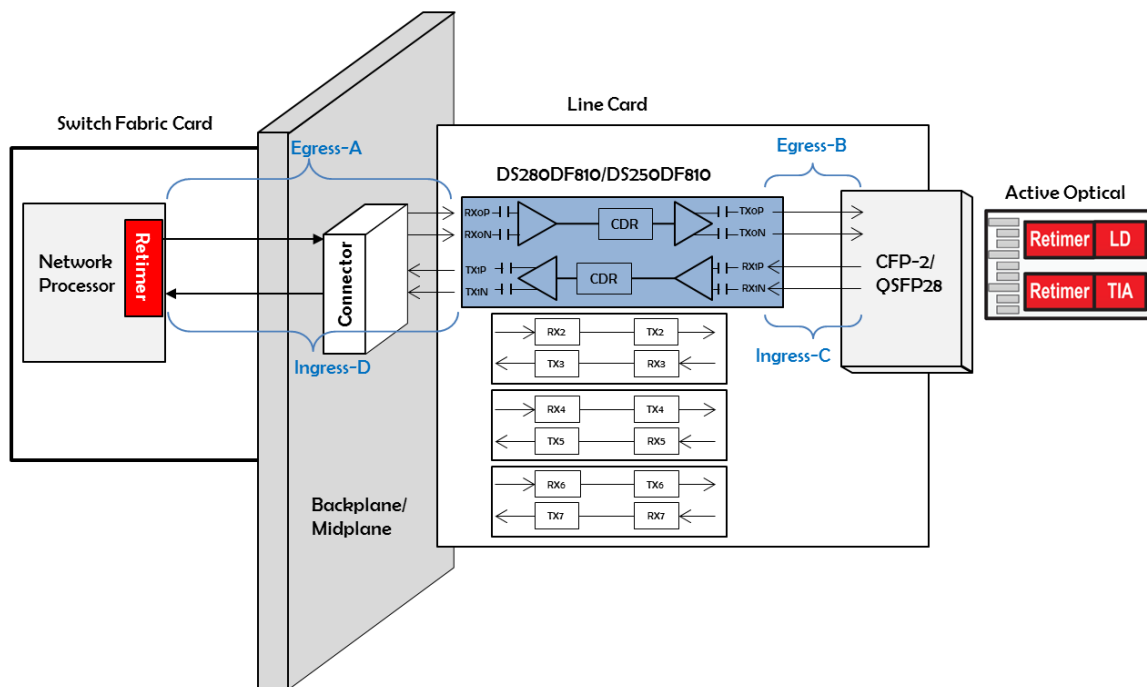 Switch Fabric Card
Egress-A
Line Card
Egress-B
DS280DF810/DS250DF810
Active Optical
Network
Processor
Retimer
Connector
RX0P
RX0N
CDR
TX0P
TX0N
TX1P
TX1N
CDR
RX1P
RX1N
CFP-2/
QSFP28
Retimer LD
Retimer TIA
Ingress-D
Ingress-C
RX2 TX2
TX3 RX3
RX4 TX4
TX5 RX5
RX6 TX6
TX7 RX7
Backplane/
Midplane